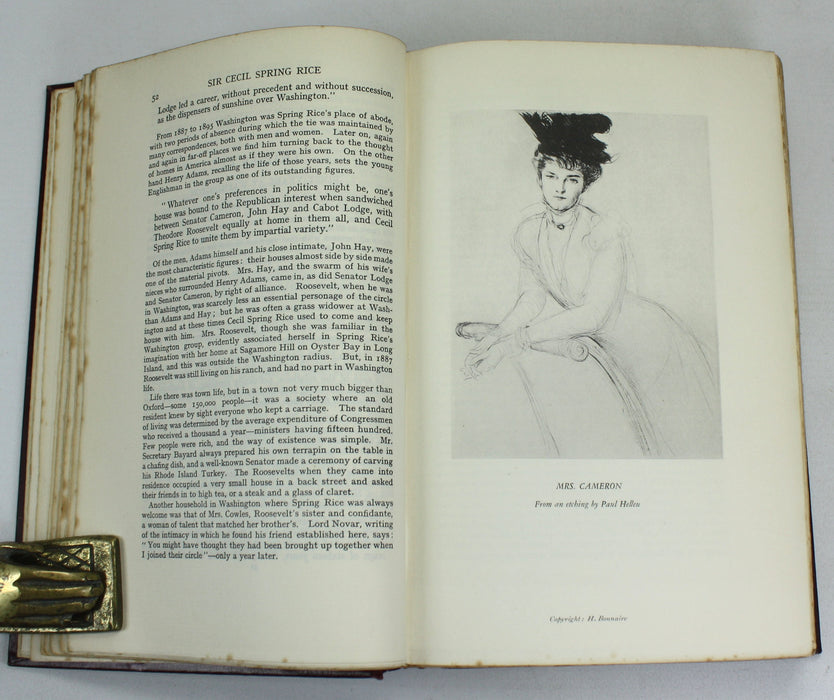 52
SIR CECIL SPRING RICE
Lodge led a career, without precedent and without succession,
as the dispensers of sunshine over Washington."
From 1887 to 1895 Washington was Spring Rice's place of abode,
with two periods of absence during which the tie was maintained by
many correspondences, both with men and women. Later on, again
and again in far-off places we find him turning back to the thought
of homes in America almost as if they were his own. On the other
hand Henry Adams, recalling the life of those years, sets the young
Englishman in the group as one of its outstanding figures.
"Whatever one's preferences in politics might be, one's
house was bound to the Republican interest when sandwiched
between Senator Cameron, John Hay and Cabot Lodge, with
Theodore Roosevelt equally at home in them all, and Cecil
Spring Rice to unite them by impartial variety."
Of the men, Adams himself and his close intimate, John Hay, were
the most characteristic figures: their houses almost side by side made
one of the material pivots. Mrs. Hay, and the swarm of his wife's
nieces who surrounded Henry Adams, came in, as did Senator Lodge
and Senator Cameron, by right of alliance. Roosevelt, when he was
in Washington, was scarcely less an essential personage of the circle
than Adams and Hay; but he was often a grass widower at Wash-
ington and at these times Cecil Spring Rice used to come and keep
house with him. Mrs. Roosevelt, though she was familiar in the
Washington group, evidently associated herself in Spring Rice's
imagination with her home at Sagamore Hill on Oyster Bay in Long
Island, and this was outside the Washington radius. But, in 1887
Roosevelt was still living on his ranch, and had no part in Washington
life.
Life there was town life, but in a town not very much bigger than
Oxford—some 150,000 people—it was a society where an old
resident knew by sight everyone who kept a carriage. The standard
of living was determined by the average expenditure of Congressmen
who received a thousand a year—ministers having fifteen hundred.
Few people were rich, and the way of existence was simple. Mr.
Secretary Bayard always prepared his own terrapin on the table in
a chafing dish, and a well-known Senator made a ceremony of carving
his Rhode Island Turkey. The Roosevelts when they came into
residence occupied a very small house in a back street and asked
their friends in to high tea, or a steak and a glass of claret.
Another household in Washington where Spring Rice was always
welcome was that of Mrs. Cowles, Roosevelt's sister and confidante,
a woman of talent that matched her brother's. Lord Novar, writing
of the intimacy in which he found his friend established here, says:
"You might have thought they had been brought up together when
I joined their circle"—only a year later.
MRS. CAMERON
From an etching by Paul Helleu
Copyright: H. Bonnaire